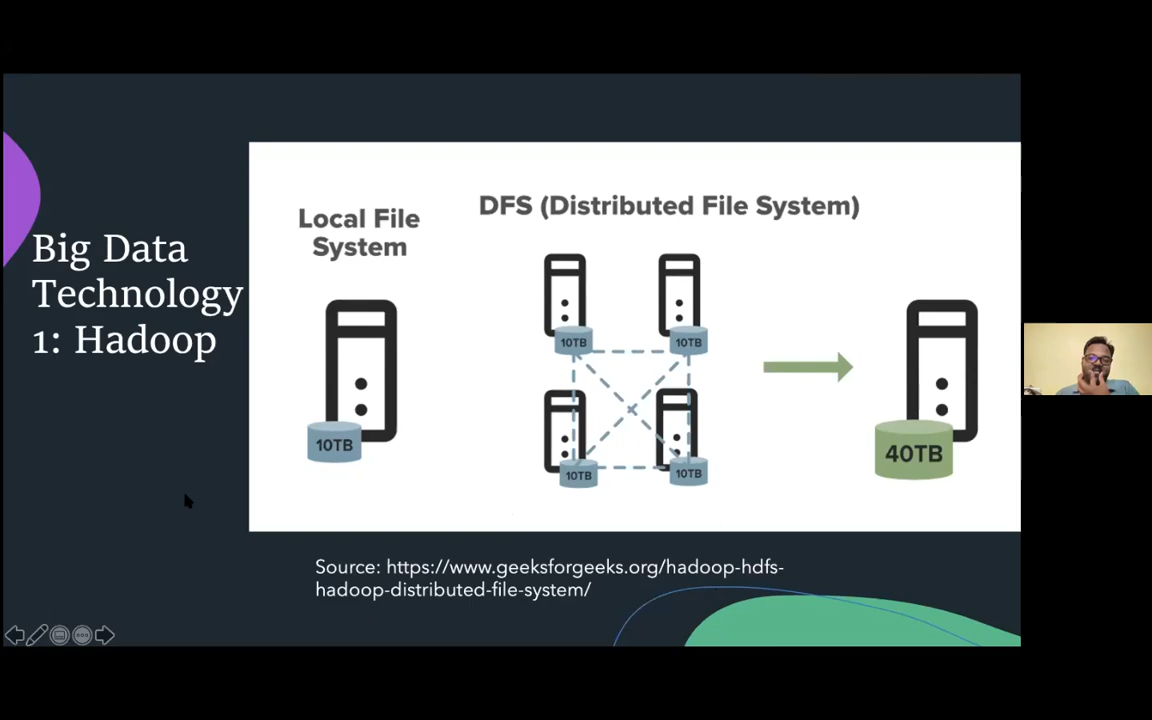 Big Data
Technology
1: Hadoop
Local File
System
DFS (Distributed File System)
10TB
10TB
10TB
10TB
10TB
40TB
Source: https://www.geeksforgeeks.org/hadoop-hdfs-
hadoop-distributed-file-system/